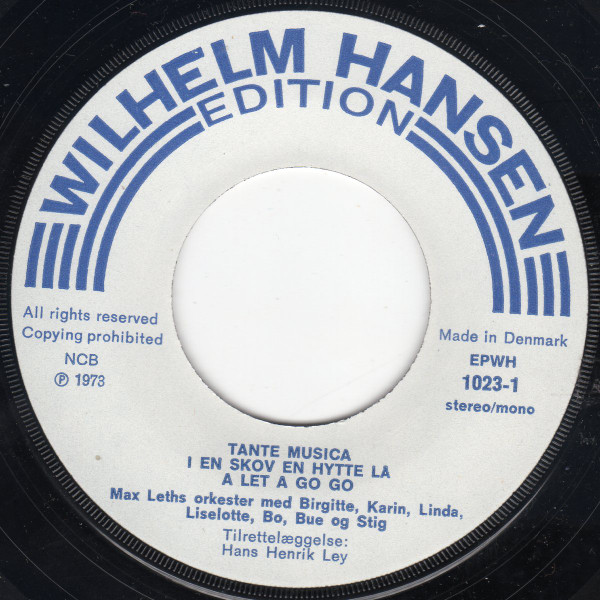 WILHELM HANSEN
EDITION
All rights reserved
Copying prohibited
NCB
Ⓟ 1973
Made in Denmark
EPWH
1023-1
stereo/mono
TANTE MUSICA
I EN SKOV EN HYTTE LÅ
A LET A GO GO
Max Leths orkester med Birgitte, Karin, Linda,
Liselotte, Bo, Bue og Stig
Tilrettelæggelse:
Hans Henrik Ley